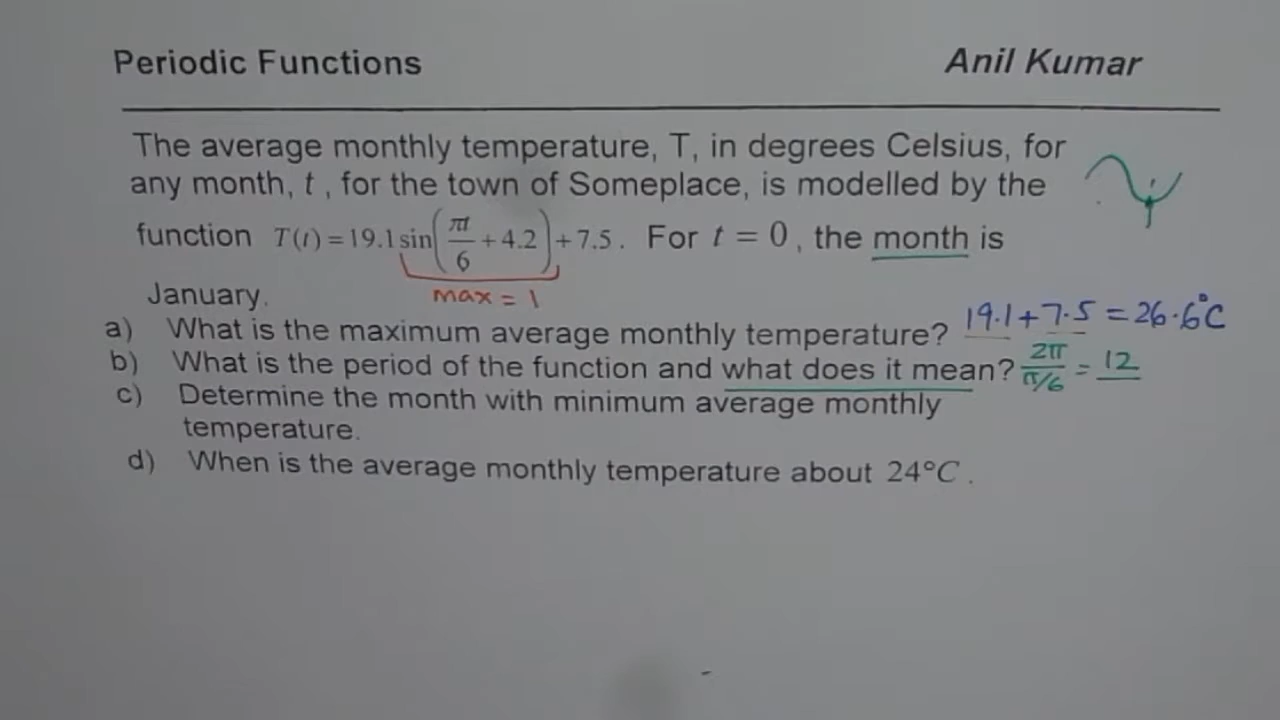 Periodic Functions Anil Kumar
The average monthly temperature, T, in degrees Celsius, for
any month, t , for the town of Someplace, is modelled by the
function T(t) = 19.1 sin(πt/6 + 4.2) + 7.5 . For t = 0 , the month is
max = 1
January.
a) What is the maximum average monthly temperature? 19.1 + 7.5 = 26.6°C
b) What is the period of the function and what does it mean? 2π/(π/6) = 12
c) Determine the month with minimum average monthly
temperature.
d) When is the average monthly temperature about 24°C .